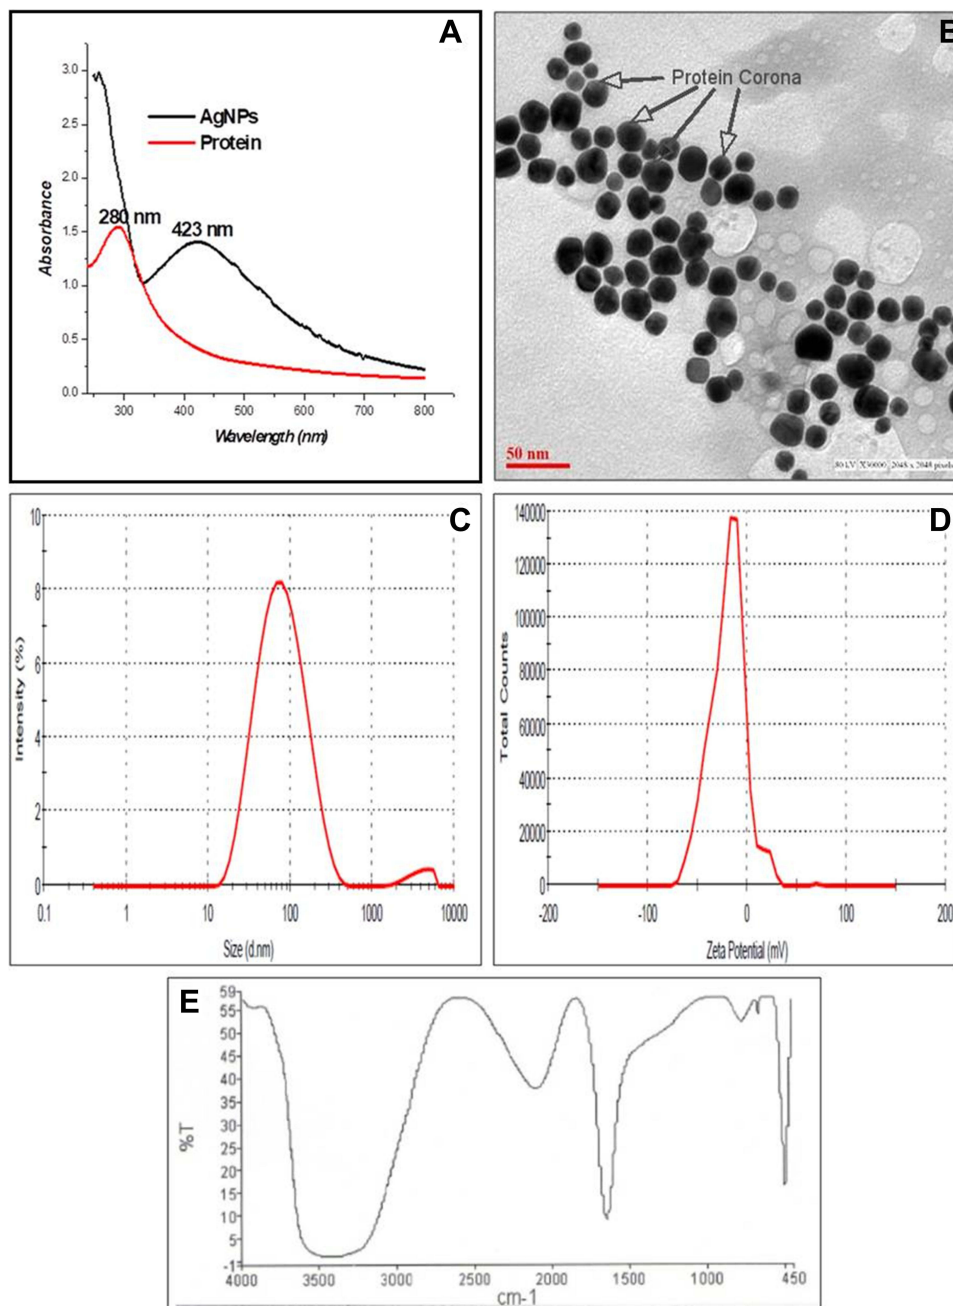 A
3.0
2.5
2.0
1.5
1.0
0.5
0.0
Absorbance
AgNPs
Protein
280 nm
423 nm
300 400 500 600 700 800
Wavelength (nm)
Protein Corona
50 nm
C
10
8
6
4
2
0
Intensity (%)
0.1 1 10 100 1000 10000
Size (d.nm)
D
140000
120000
100000
80000
60000
40000
20000
0
Total Counts
-200 -100 0 100 200
Zeta Potential (mV)
E
59
55
50
45
40
35
30
25
20
15
10
5
-1
%T
4000 3500 3000 2000 1500 1000 450
cm-1